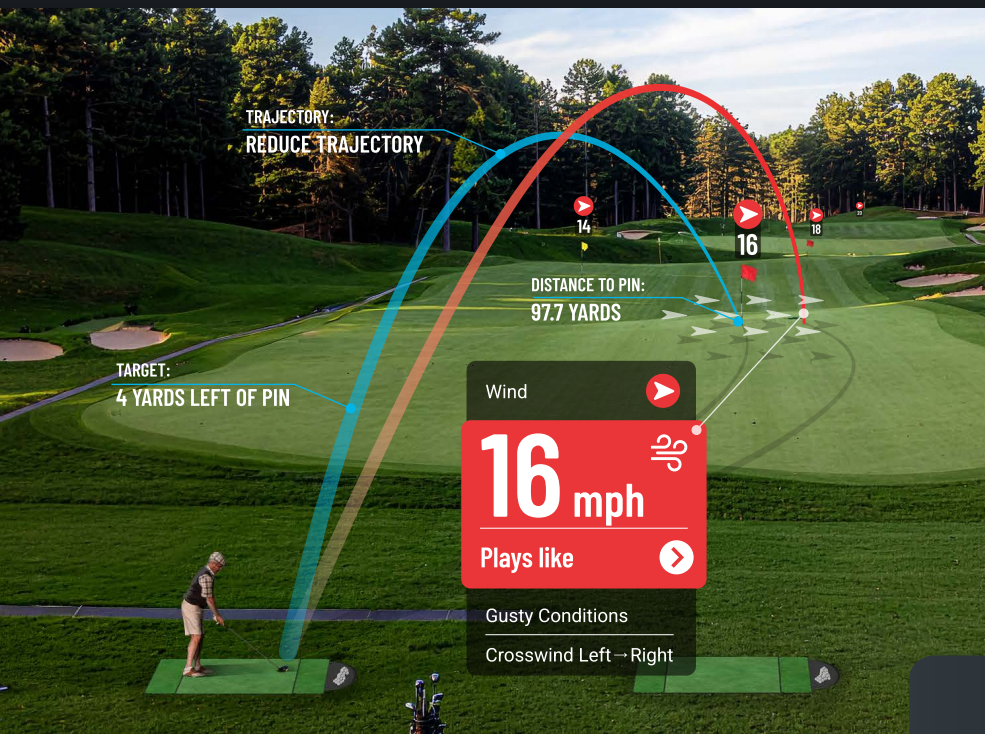 TRAJECTORY:
REDUCE TRAJECTORY
14
16
18
DISTANCE TO PIN:
97.7 YARDS
TARGET:
4 YARDS LEFT OF PIN
Wind
16 mph
Plays like
Gusty Conditions
Crosswind Left→Right